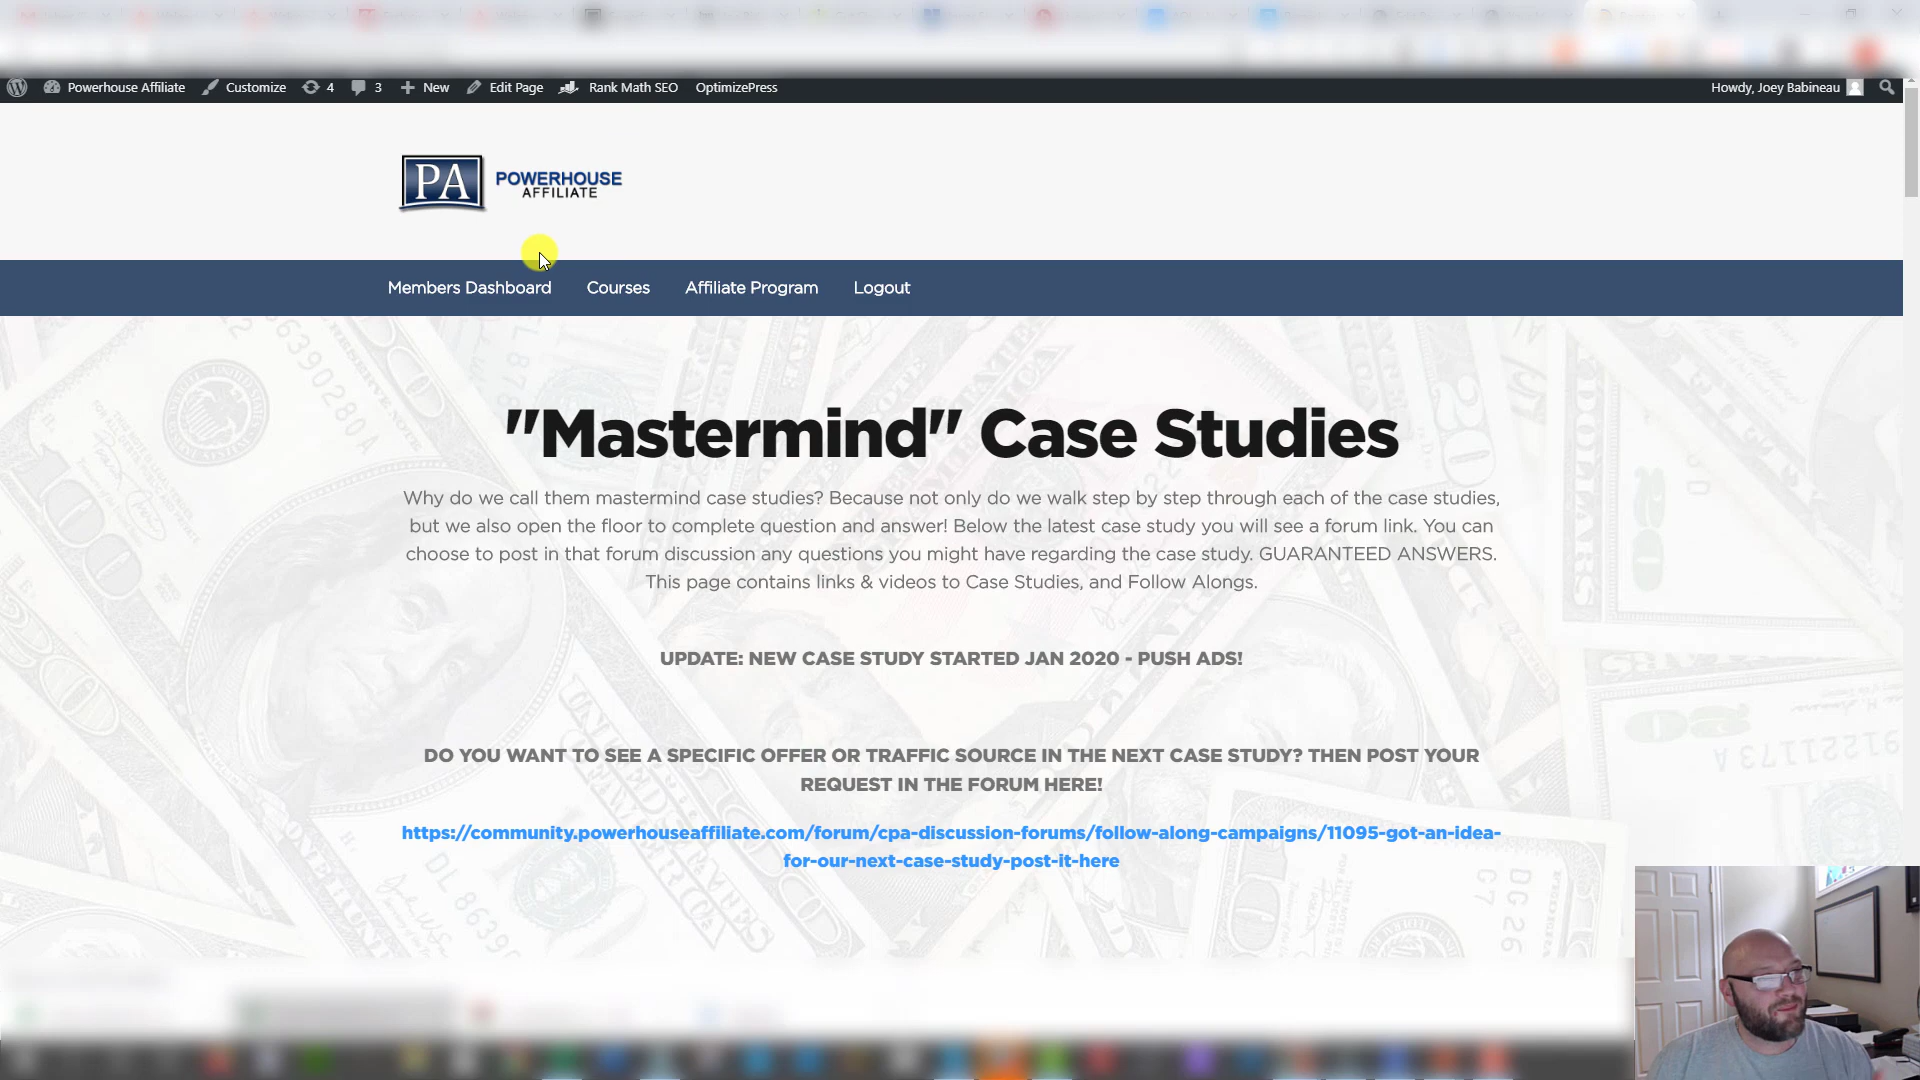 Powerhouse Affiliate Customize 4 3 New Edit Page Rank Math SEO OptimizePress Howdy, Joey Babineau
PA POWERHOUSE
AFFILIATE
Members Dashboard Courses Affiliate Program Logout
"Mastermind" Case Studies
Why do we call them mastermind case studies? Because not only do we walk step by step through each of the case studies,
but we also open the floor to complete question and answer! Below the latest case study you will see a forum link. You can
choose to post in that forum discussion any questions you might have regarding the case study. GUARANTEED ANSWERS.
This page contains links & videos to Case Studies, and Follow Alongs.
UPDATE: NEW CASE STUDY STARTED JAN 2020 - PUSH ADS!
DO YOU WANT TO SEE A SPECIFIC OFFER OR TRAFFIC SOURCE IN THE NEXT CASE STUDY? THEN POST YOUR
REQUEST IN THE FORUM HERE!
https://community.powerhouseaffiliate.com/forum/cpa-discussion-forums/follow-along-campaigns/11095-got-an-idea-
for-our-next-case-study-post-it-here